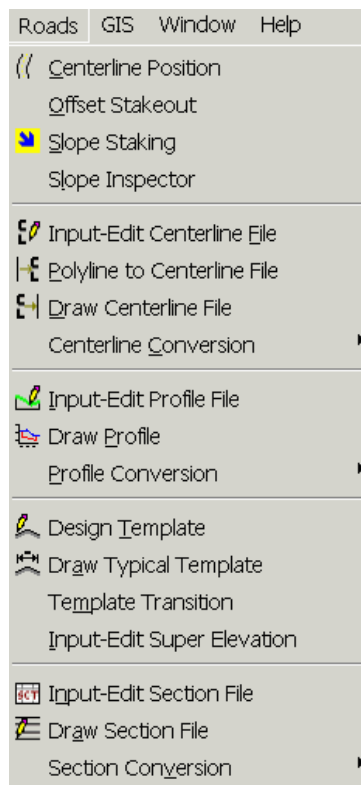 Roads GIS Window Help
Centerline Position
Offset Stakeout
Slope Staking
Slope Inspector
Input-Edit Centerline File
Polyline to Centerline File
Draw Centerline File
Centerline Conversion
Input-Edit Profile File
Draw Profile
Profile Conversion
Design Template
Draw Typical Template
Template Transition
Input-Edit Super Elevation
SCT Input-Edit Section File
Draw Section File
Section Conversion